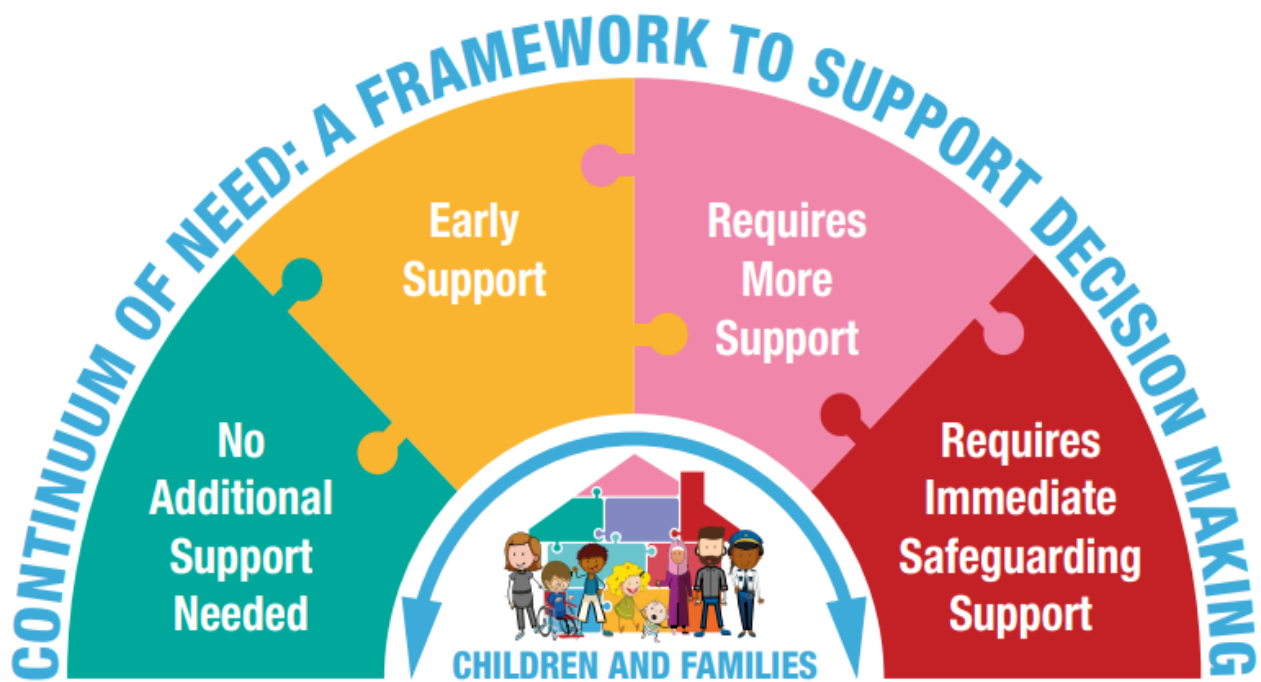 CONTINUUM OF NEED: A FRAMEWORK TO SUPPORT DECISION MAKING
No
Additional
Support
Needed
Early
Support
Requires
More
Support
Requires
Immediate
Safeguarding
Support
CHILDREN AND FAMILIES